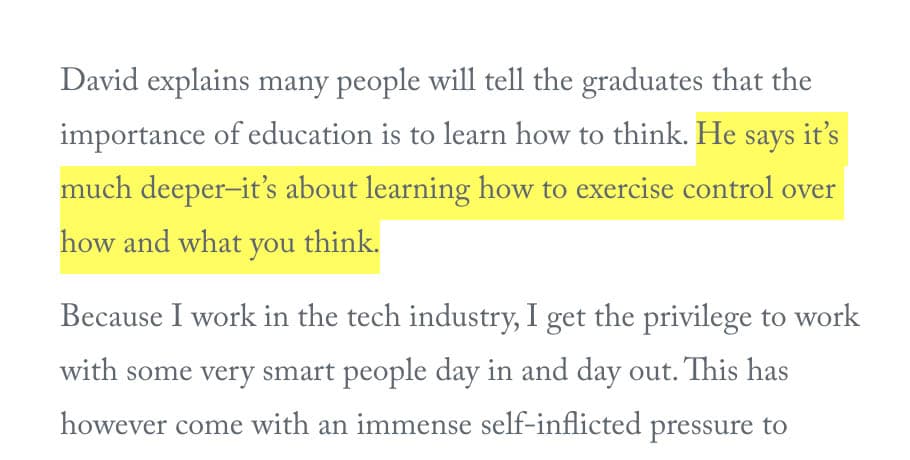 David explains many people will tell the graduates that the
importance of education is to learn how to think. He says it’s
much deeper–it’s about learning how to exercise control over
how and what you think.
Because I work in the tech industry, I get the privilege to work
with some very smart people day in and day out. This has
however come with an immense self-inflicted pressure to